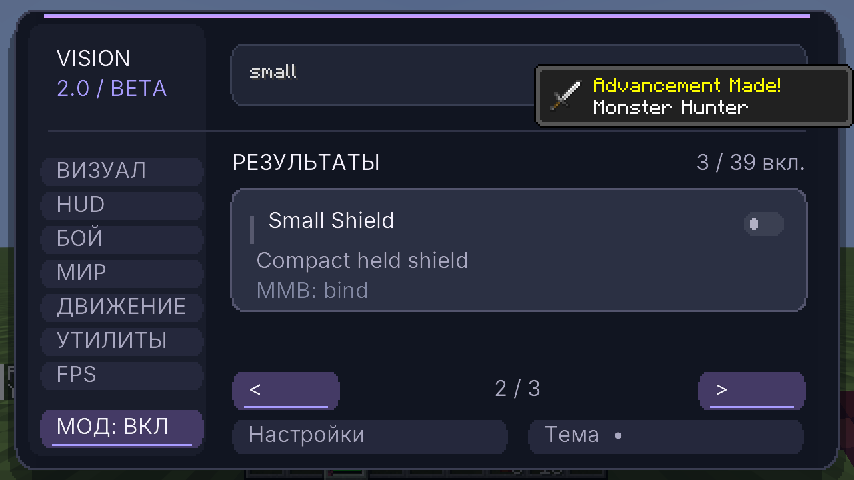 VISION
2.0 / BETA
small
Advancement Made!
Monster Hunter
РЕЗУЛЬТАТЫ
3 / 39 вкл.
ВИЗУАЛ
HUD
БОЙ
МИР
ДВИЖЕНИЕ
УТИЛИТЫ
FPS
МОД: ВКЛ
Small Shield
Compact held shield
MMB: bind
<
2 / 3
>
Настройки
Тема •